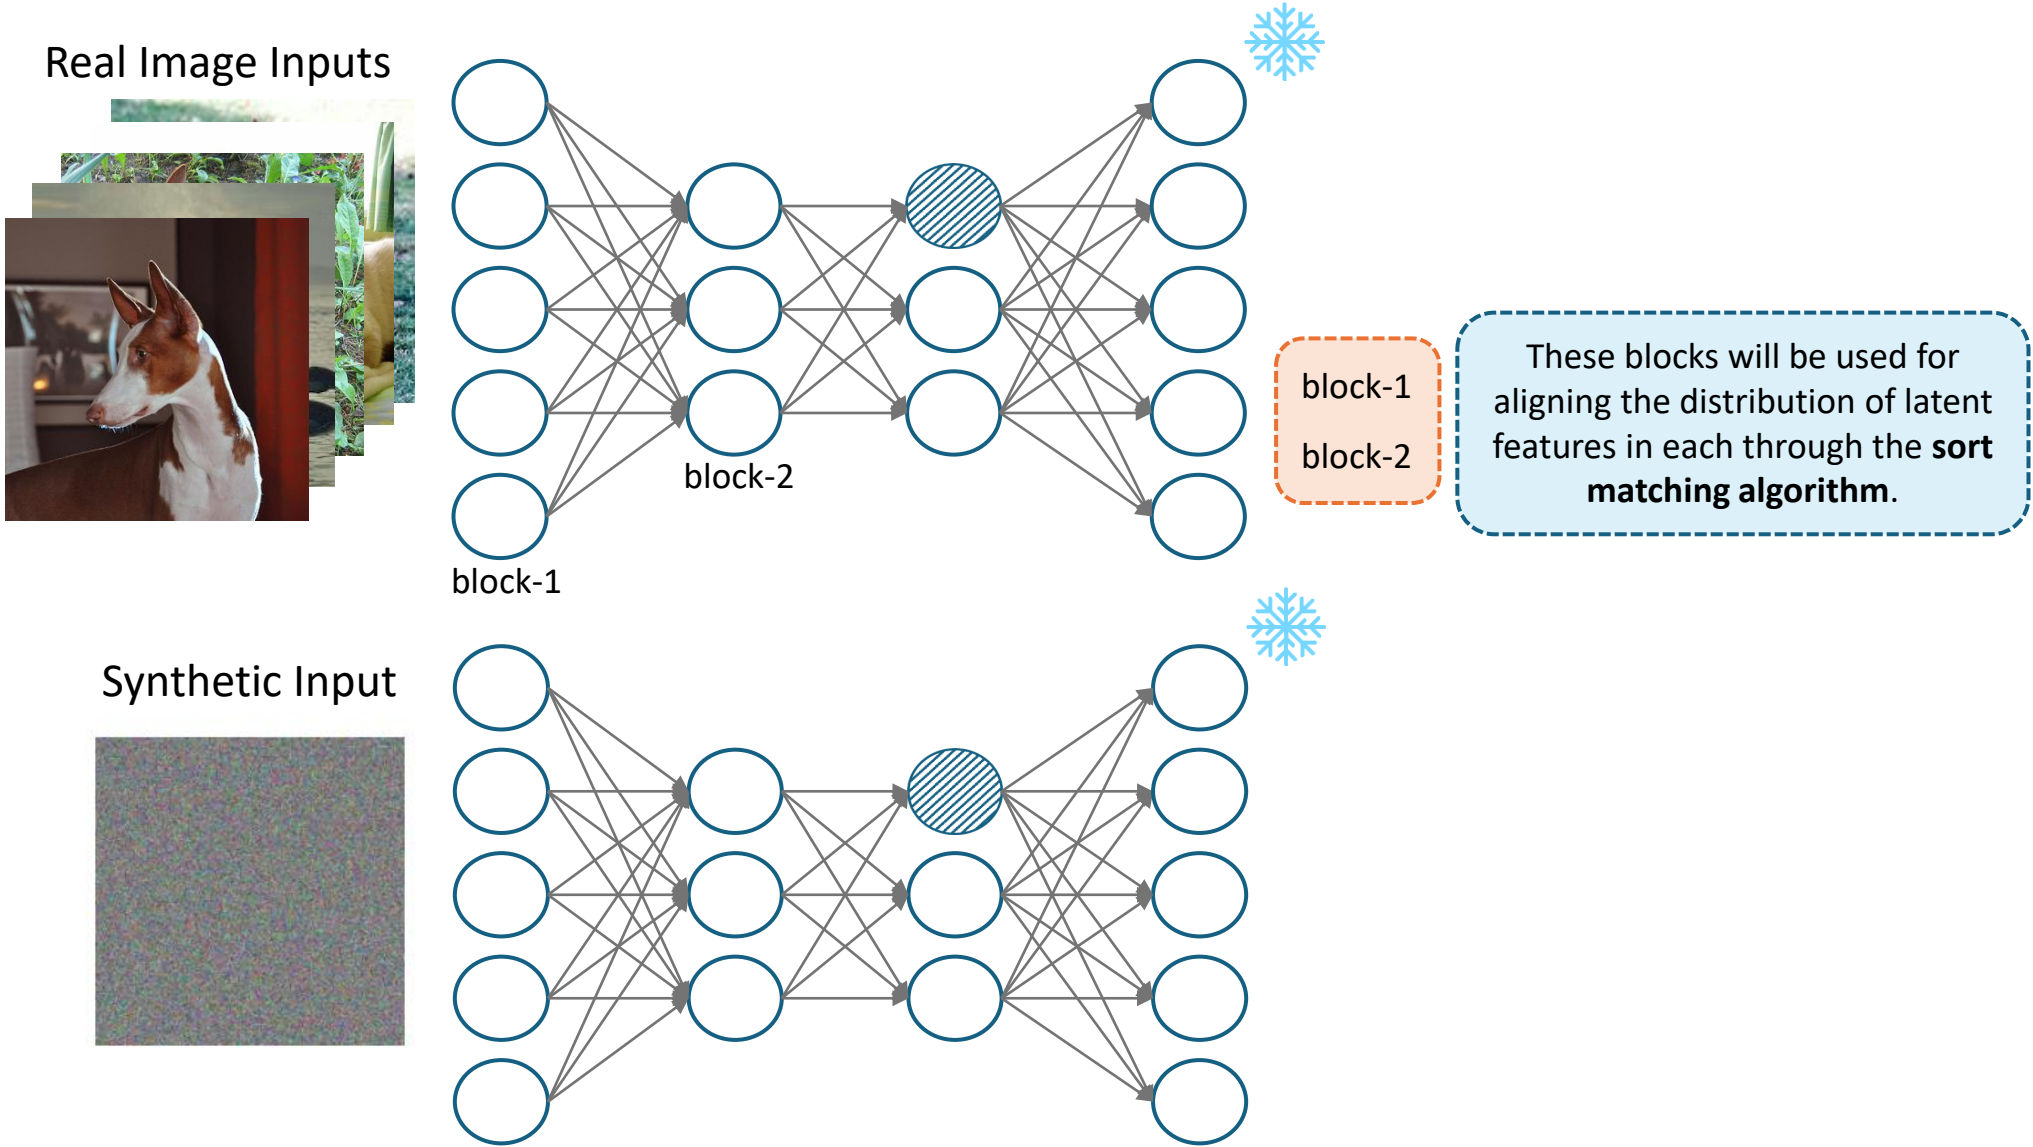 Real Image Inputs
block-1
block-2
These blocks will be used for
aligning the distribution of latent
features in each through the sort
matching algorithm.
block-2
block-1
Synthetic Input